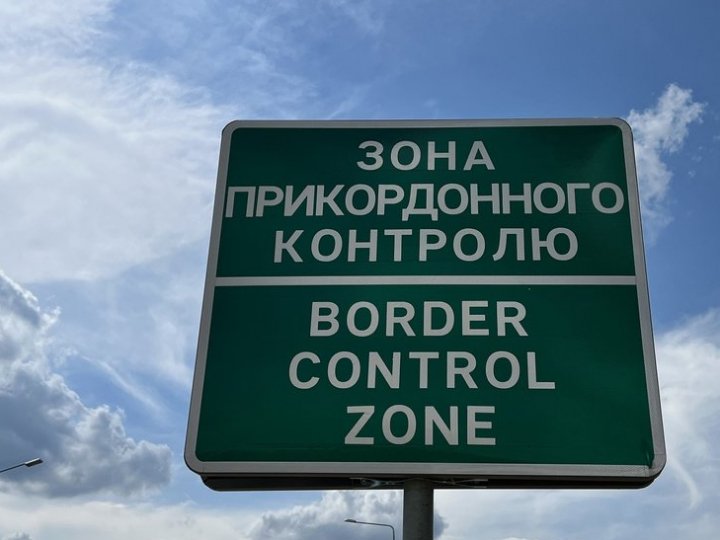 ЗОНА
ПРИКОРДОННОГО
КОНТРОЛЮ
BORDER
CONTROL
ZONE